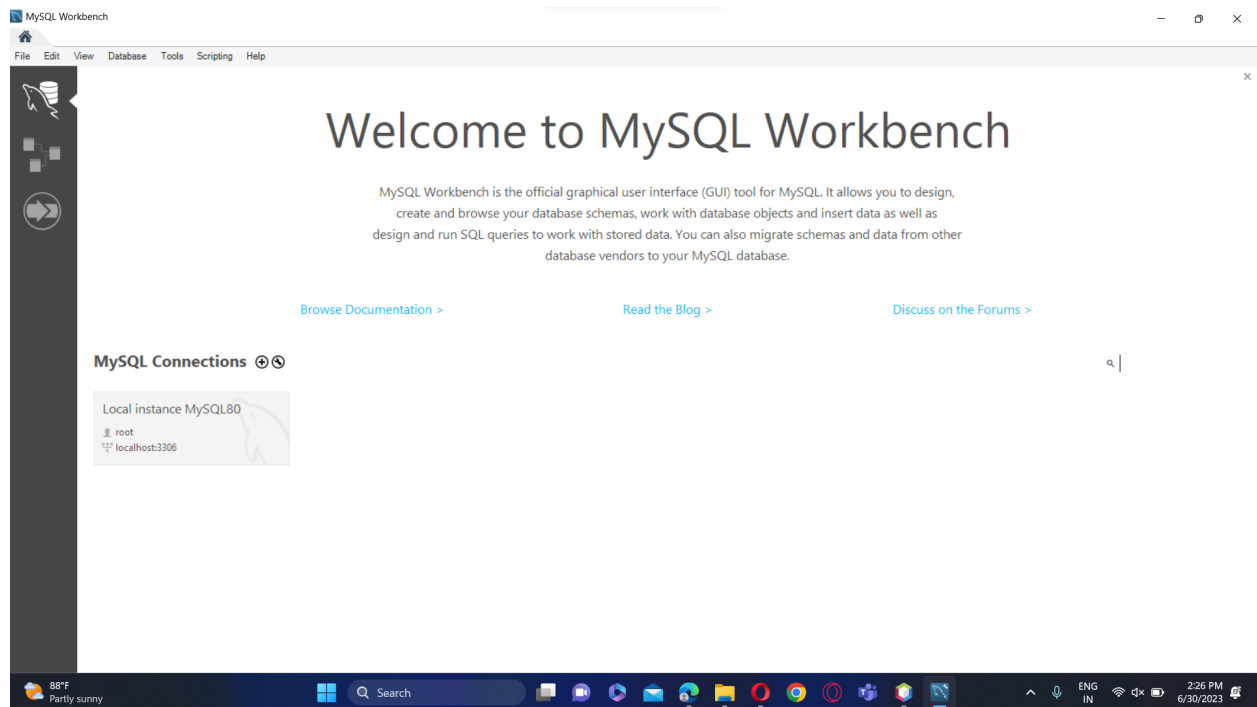 MySQL Workbench
File Edit View Database Tools Scripting Help
Welcome to MySQL Workbench
MySQL Workbench is the official graphical user interface (GUI) tool for MySQL. It allows you to design,
create and browse your database schemas, work with database objects and insert data as well as
design and run SQL queries to work with stored data. You can also migrate schemas and data from other
database vendors to your MySQL database.
Browse Documentation > Read the Blog > Discuss on the Forums >
MySQL Connections
Local instance MySQL80
root
localhost:3306
88°F
Partly sunny
Search
ENG
IN
2:26 PM
6/30/2023